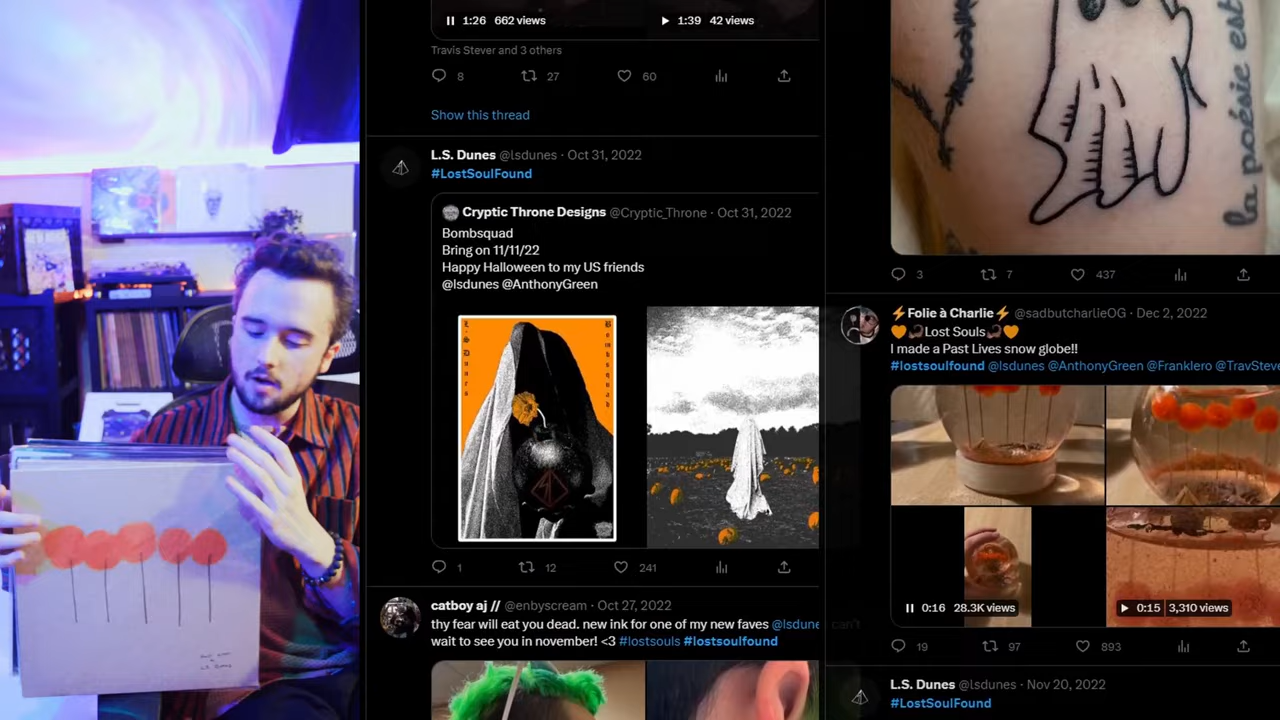 1:26 662 views
1:39 42 views
Travis Stever and 3 others
8 27 60
Show this thread
L.S. Dunes @lsdunes · Oct 31, 2022
#LostSoulFound
Cryptic Throne Designs @Cryptic_Throne · Oct 31, 2022
Bombsquad
Bring on 11/11/22
Happy Halloween to my US friends
@lsdunes @AnthonyGreen
L.S Dunes
Bombsquad
1 12 241
catboy aj // @enbyscream · Oct 27, 2022
thy fear will eat you dead. new ink for one of my new faves @lsdune
wait to see you in november! <3 #lostsouls #lostsoulfound
can't
la poésie est
3 7 437
⚡Folie à Charlie⚡ @sadbutcharlieOG · Dec 2, 2022
Lost Souls
I made a Past Lives snow globe!!
#lostsoulfound @lsdunes @AnthonyGreen @FrankIero @TravSteve
0:16 28.3K views
0:15 3,310 views
19 97 893
L.S. Dunes @lsdunes · Nov 20, 2022
#LostSoulFound